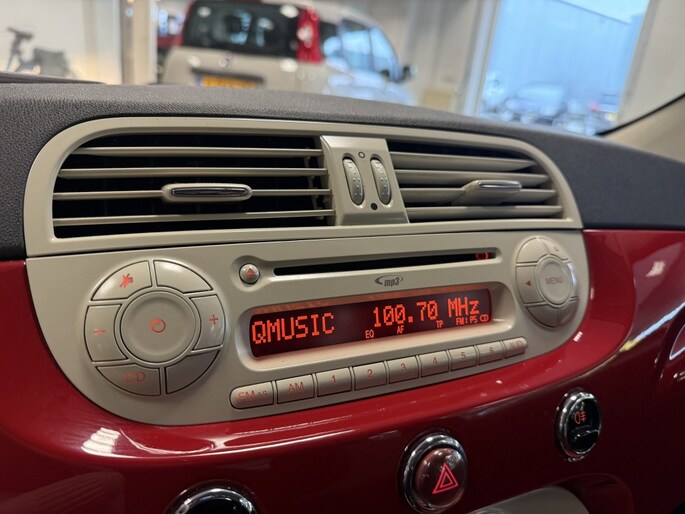 mp3
MENU
QMUSIC 100.70 MHz
EQ AF TP FM1 PS CD
CD
FM AS AM 1 2 3 4 5 6